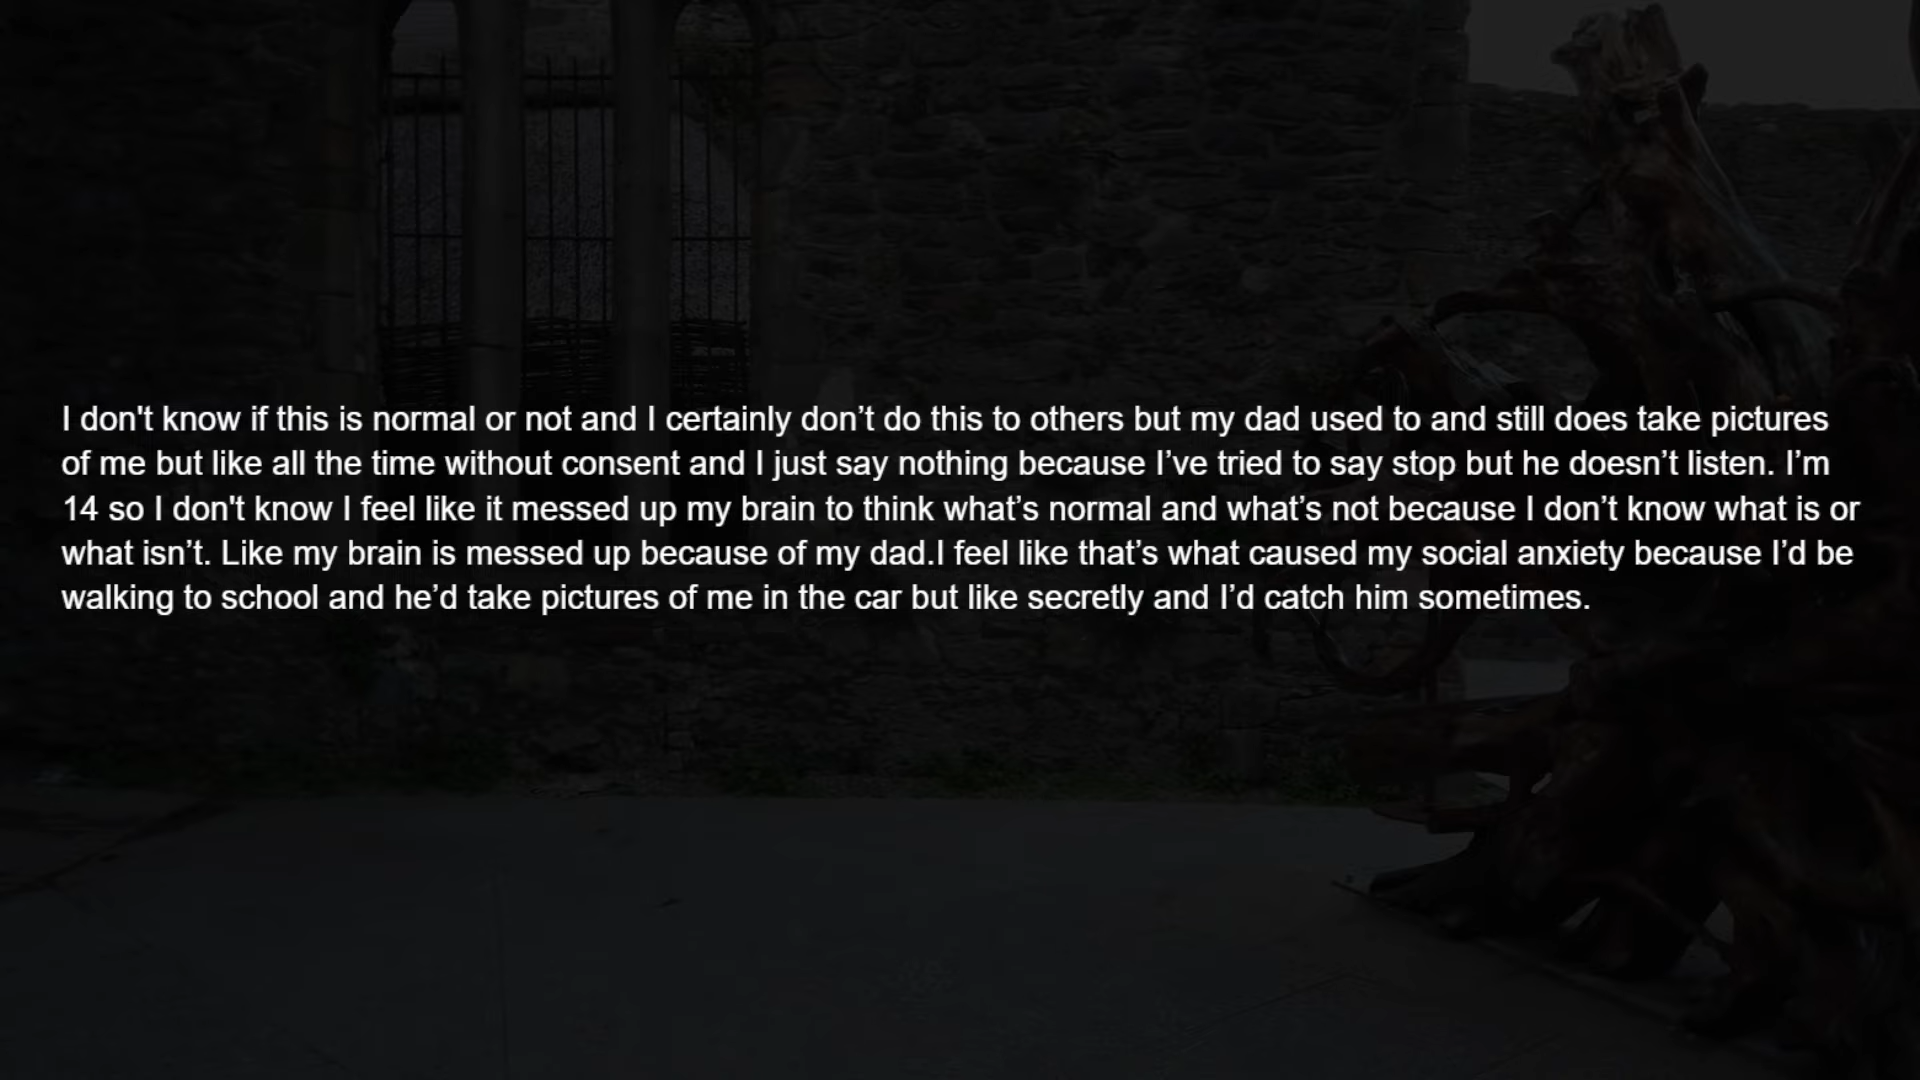 I don't know if this is normal or not and I certainly don’t do this to others but my dad used to and still does take pictures
of me but like all the time without consent and I just say nothing because I’ve tried to say stop but he doesn’t listen. I’m
14 so I don't know I feel like it messed up my brain to think what’s normal and what’s not because I don’t know what is or
what isn’t. Like my brain is messed up because of my dad.I feel like that’s what caused my social anxiety because I’d be
walking to school and he’d take pictures of me in the car but like secretly and I’d catch him sometimes.